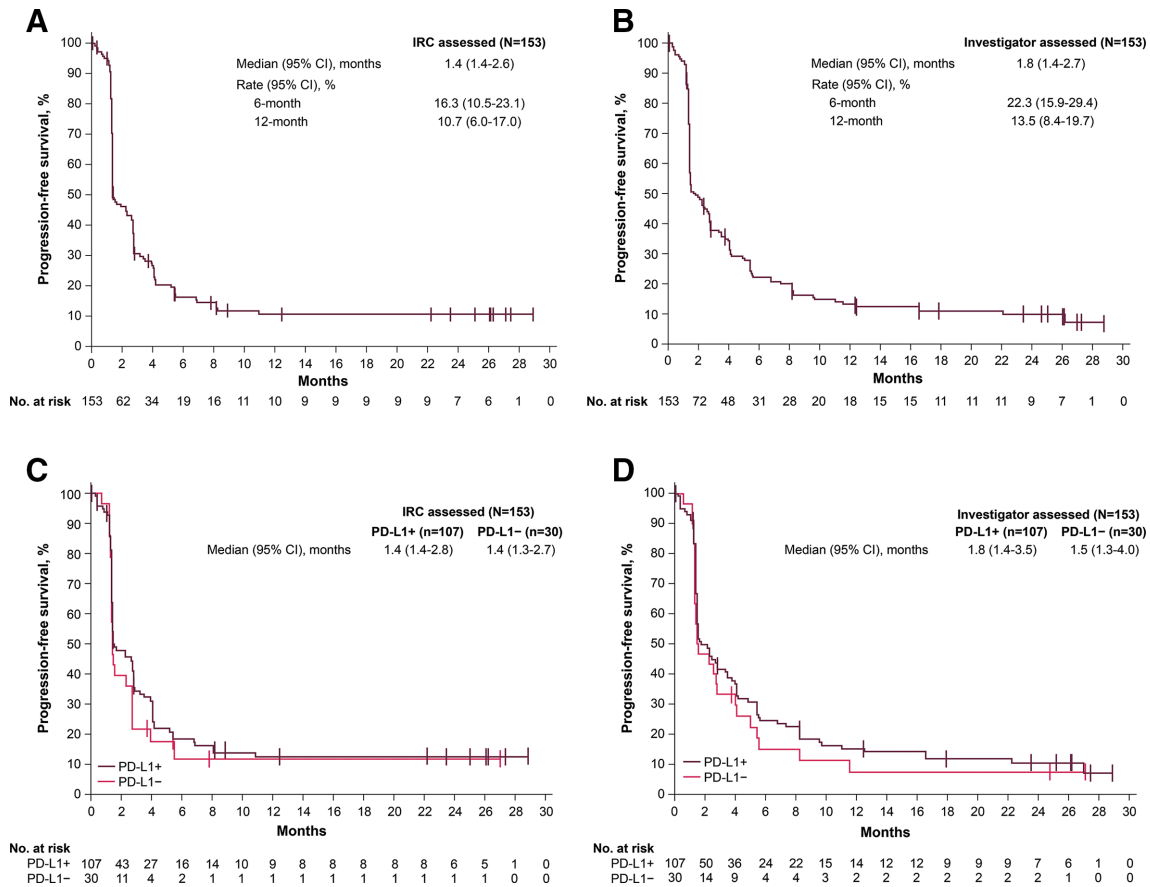 A
IRC assessed (N=153)
Median (95% CI), months 1.4 (1.4-2.6)
Rate (95% CI), %
6-month 16.3 (10.5-23.1)
12-month 10.7 (6.0-17.0)
Progression-free survival, %
100
90
80
70
60
50
40
30
20
10
0
0 2 4 6 8 10 12 14 16 18 20 22 24 26 28 30
Months
No. at risk 153 62 34 19 16 11 10 9 9 9 9 9 7 6 1 0
B
Investigator assessed (N=153)
Median (95% CI), months 1.8 (1.4-2.7)
Rate (95% CI), %
6-month 22.3 (15.9-29.4)
12-month 13.5 (8.4-19.7)
Progression-free survival, %
100
90
80
70
60
50
40
30
20
10
0
0 2 4 6 8 10 12 14 16 18 20 22 24 26 28 30
Months
No. at risk 153 72 48 31 28 20 18 15 15 11 11 11 9 7 1 0
C
IRC assessed (N=153)
PD-L1+ (n=107) PD-L1− (n=30)
Median (95% CI), months 1.4 (1.4-2.8) 1.4 (1.3-2.7)
Progression-free survival, %
100
90
80
70
60
50
40
30
20
10
0
PD-L1+
PD-L1−
0 2 4 6 8 10 12 14 16 18 20 22 24 26 28 30
Months
No. at risk
PD-L1+ 107 43 27 16 14 10 9 8 8 8 8 8 6 5 1 0
PD-L1− 30 11 4 2 1 1 1 1 1 1 1 1 1 1 0 0
D
Investigator assessed (N=153)
PD-L1+ (n=107) PD-L1− (n=30)
Median (95% CI), months 1.8 (1.4-3.5) 1.5 (1.3-4.0)
Progression-free survival, %
100
90
80
70
60
50
40
30
20
10
0
PD-L1+
PD-L1−
0 2 4 6 8 10 12 14 16 18 20 22 24 26 28 30
Months
No. at risk
PD-L1+ 107 50 36 24 22 15 14 12 12 9 9 9 7 6 1 0
PD-L1− 30 14 9 4 4 3 2 2 2 2 2 2 2 1 0 0